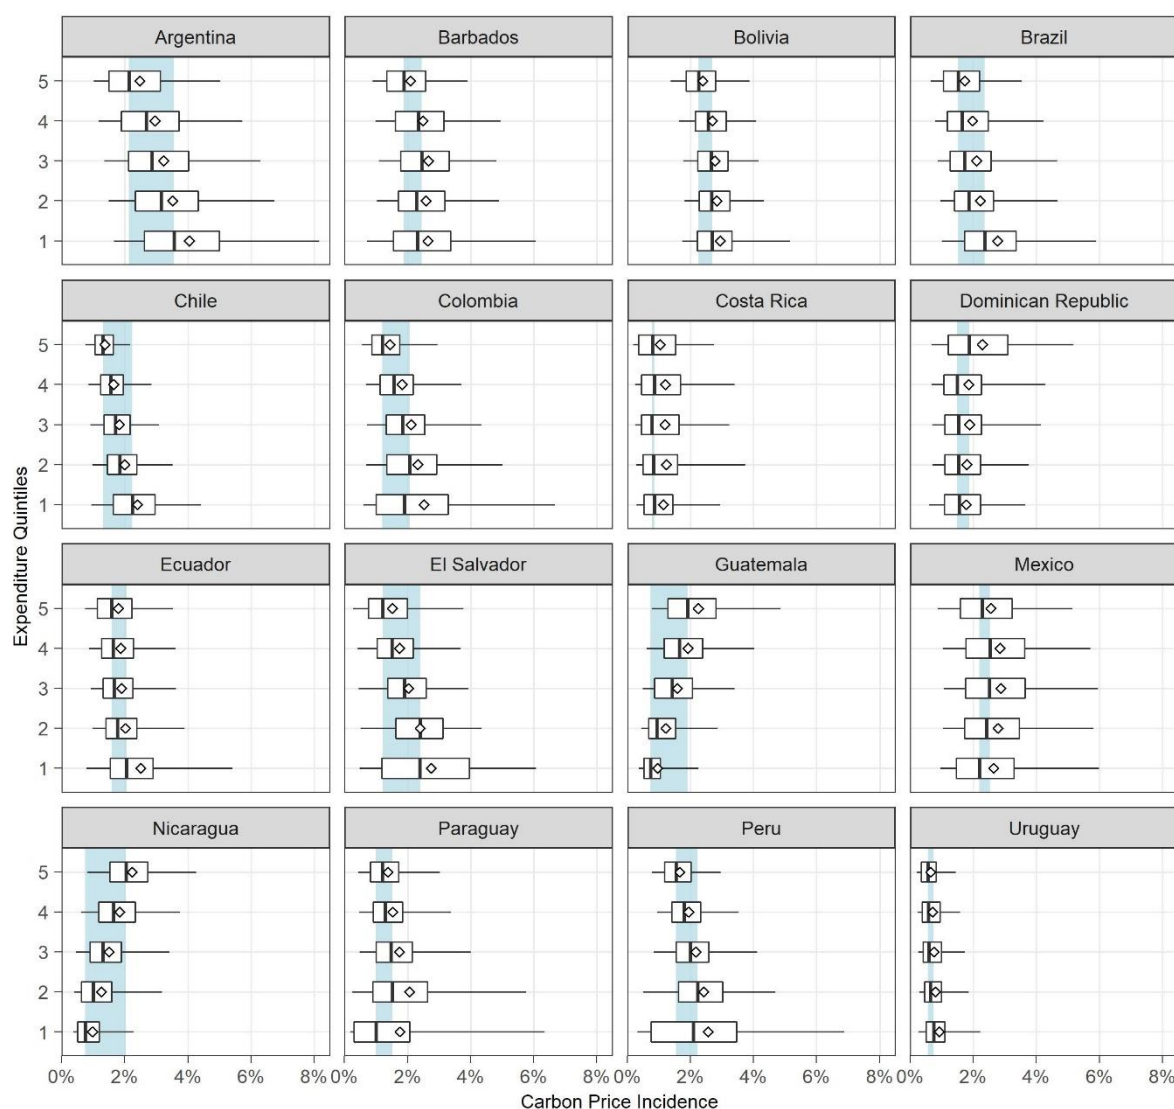 Argentina Barbados Bolivia Brazil
5
4
3
2
1
Chile Colombia Costa Rica Dominican Republic
5
4
3
2
1
Expenditure Quintiles
Ecuador El Salvador Guatemala Mexico
5
4
3
2
1
Nicaragua Paraguay Peru Uruguay
5
4
3
2
1
0% 2% 4% 6% 8% 0% 2% 4% 6% 8% 0% 2% 4% 6% 8% 0% 2% 4% 6% 8%
Carbon Price Incidence